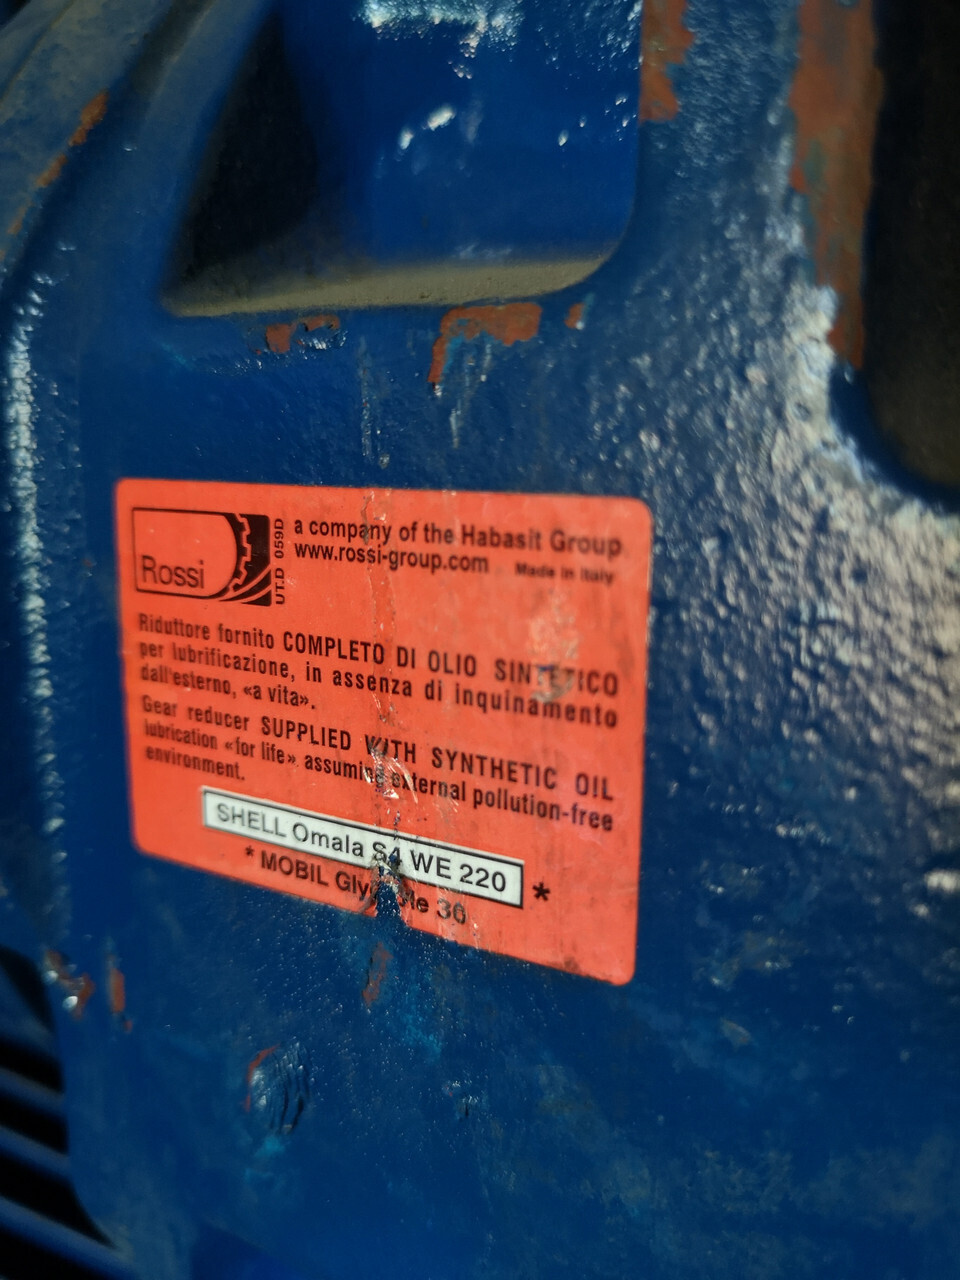 Rossi
UT.D 059D
a company of the Habasit Group
www.rossi-group.com Made in Italy
Riduttore fornito COMPLETO DI OLIO SINTETICO
per lubrificazione, in assenza di inquinamento
dall'esterno, «a vita».
Gear reducer SUPPLIED WITH SYNTHETIC OIL
lubrication «for life» assuming external pollution-free
environment.
SHELL Omala S4 WE 220 *
* MOBIL